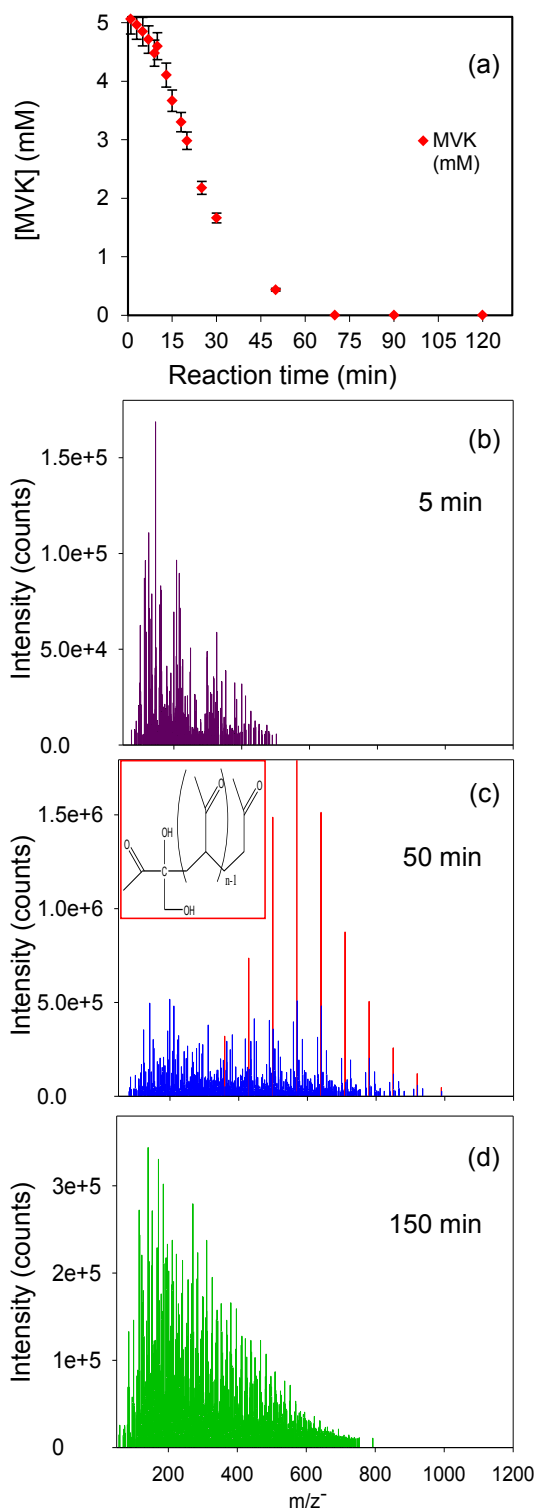 5
4
3
2
1
0
[MVK] (mM)
(a)
MVK
(mM)
0 15 30 45 60 75 90 105 120
Reaction time (min)
(b)
5 min
1.5e+5
1.0e+5
5.0e+4
0.0
Intensity (counts)
(c)
50 min
1.5e+6
1.0e+6
5.0e+5
0.0
Intensity (counts)
O O
OH
O
C
n-1
OH
(d)
150 min
3e+5
2e+5
1e+5
0
Intensity (counts)
200 400 600 800 1000 1200
m/z-